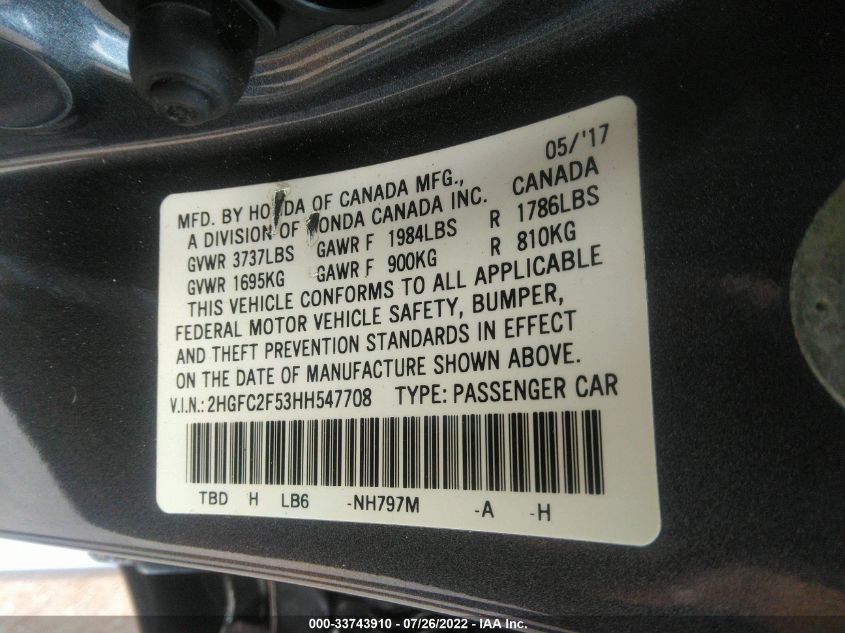 05/'17
MFD. BY HONDA OF CANADA MFG.,
A DIVISION OF HONDA CANADA INC. CANADA
GVWR 3737LBS GAWR F 1984LBS R 1786LBS
GVWR 1695KG GAWR F 900KG R 810KG
THIS VEHICLE CONFORMS TO ALL APPLICABLE
FEDERAL MOTOR VEHICLE SAFETY, BUMPER,
AND THEFT PREVENTION STANDARDS IN EFFECT
ON THE DATE OF MANUFACTURE SHOWN ABOVE.
V.I.N.: 2HGFC2F53HH547708 TYPE: PASSENGER CAR
TBD H LB6 -NH797M -A -H
000-33743910 - 07/26/2022 - IAA Inc.